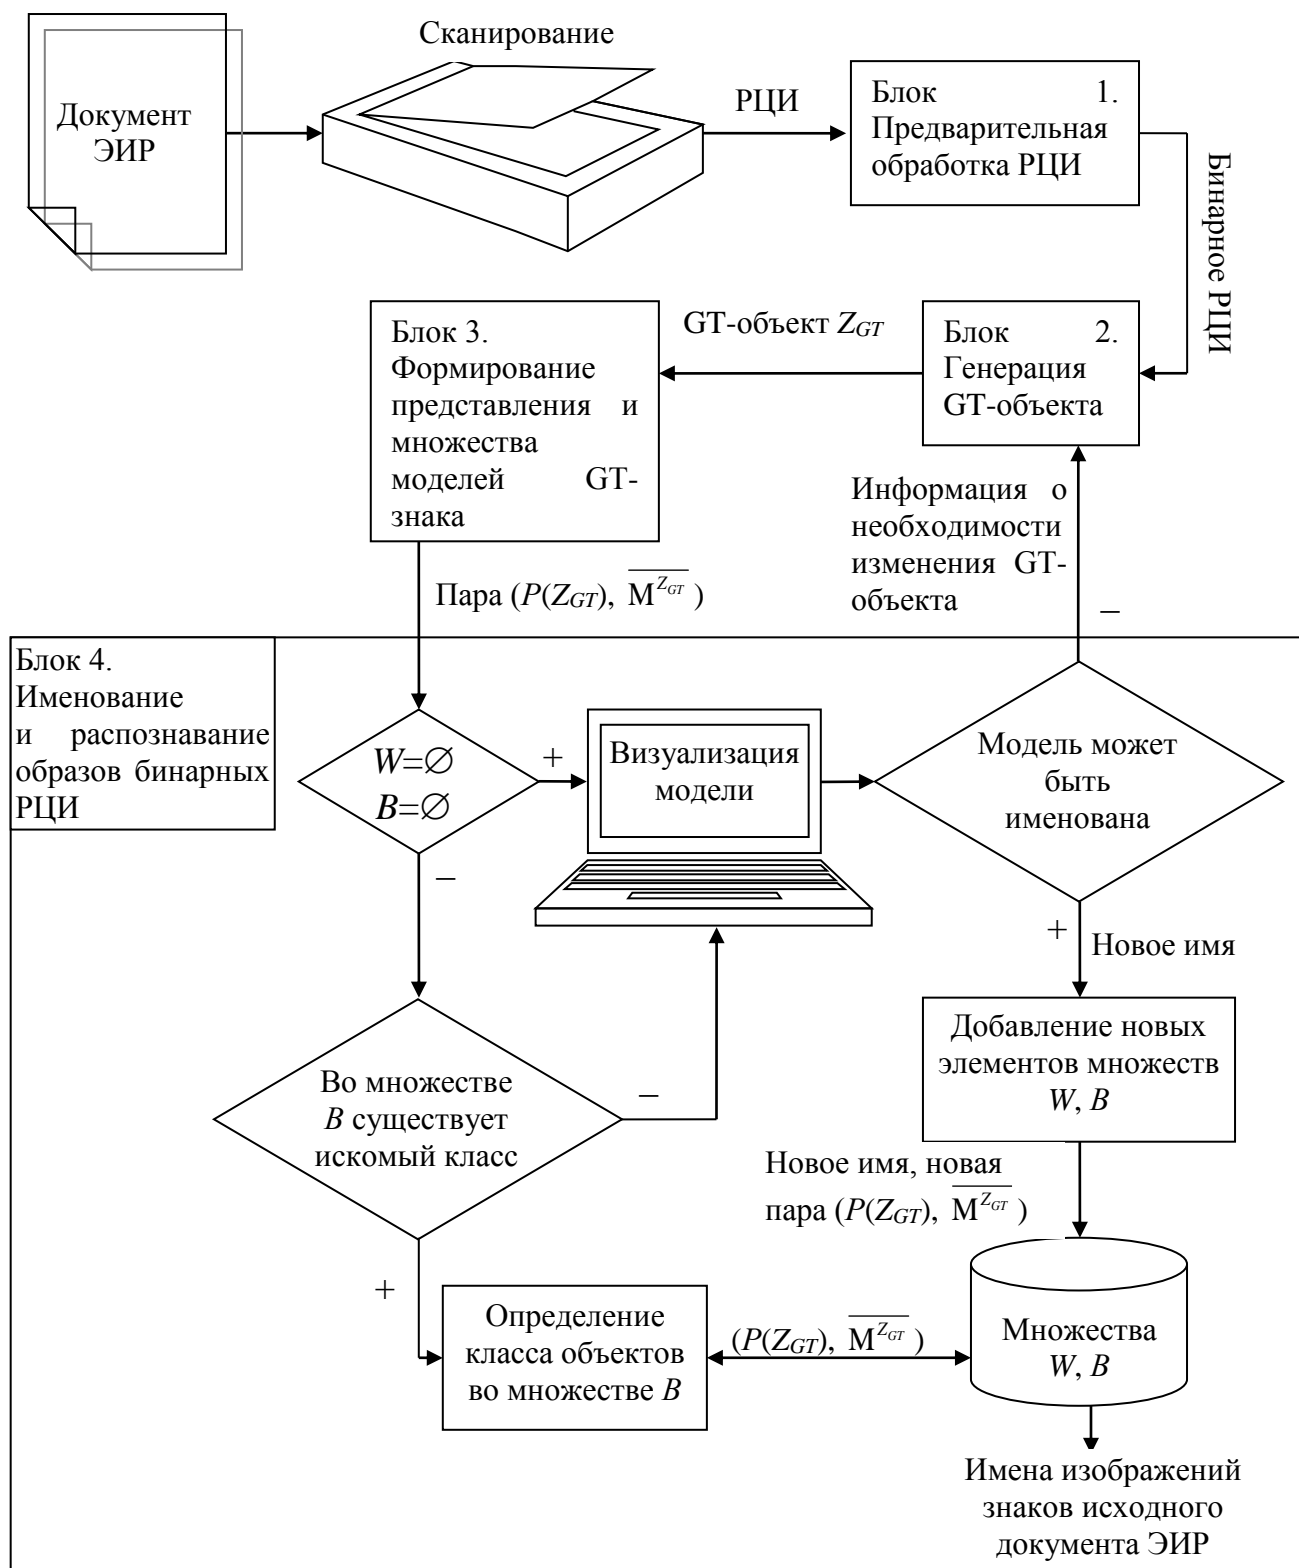 Документ
ЭИР
Сканирование
РЦИ
Блок 1.
Предварительная
обработка РЦИ
Бинарное РЦИ
Блок 2.
Генерация
GT-объекта
GT-объект Z_GT
Блок 3.
Формирование
представления и
множества
моделей GT-
знака
Информация о
необходимости
изменения GT-
объекта
–
Пара (P(Z_GT), M^Z_GT)
Блок 4.
Именование
и распознавание
образов бинарных
РЦИ
W=∅
B=∅
+
Визуализация
модели
Модель может
быть
именована
–
+
Новое имя
Добавление новых
элементов множеств
W, B
Во множестве
B существует
искомый класс
–
Новое имя, новая
пара (P(Z_GT), M^Z_GT)
+
Определение
класса объектов
во множестве B
(P(Z_GT), M^Z_GT)
Множества
W, B
Имена изображений
знаков исходного
документа ЭИР